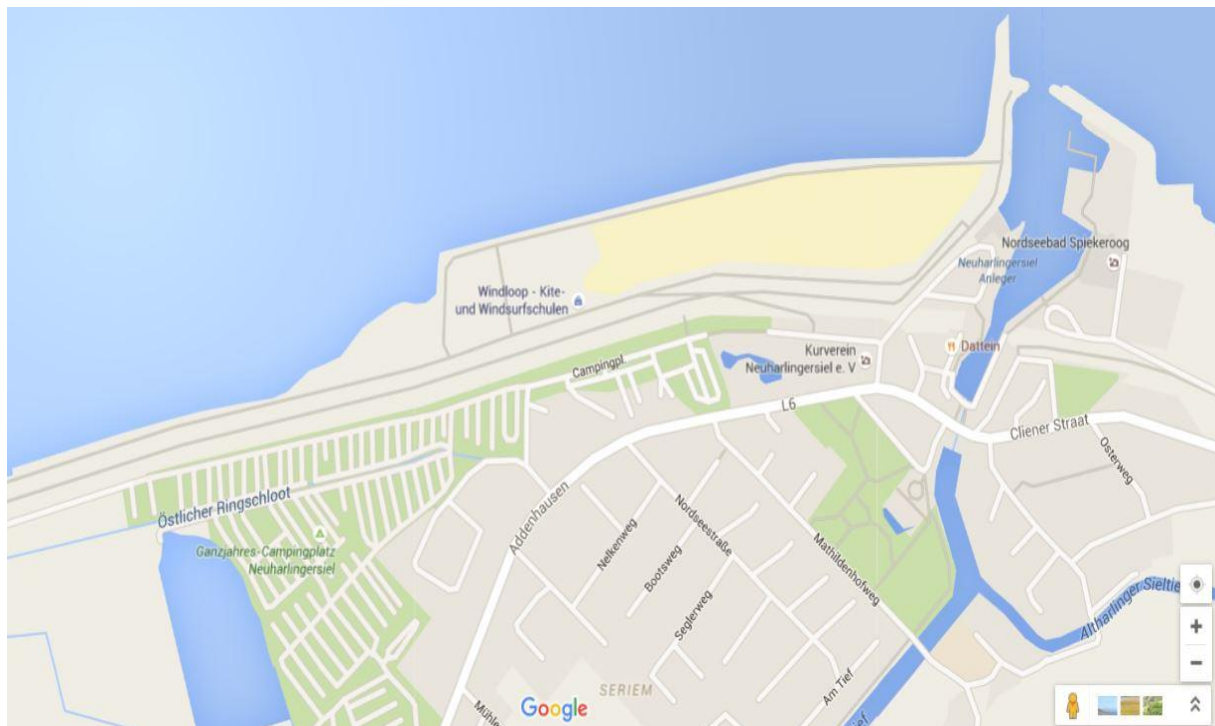 Nordseebad Spiekeroog
Neuharlingersiel
Anleger
Windloop - Kite-
und Windsurfschulen
Dattein
Kurverein
Neuharlingersiel e. V
Campingpl.
L6
Cliener Straat
Osterweg
Östlicher Ringschloot
Addenhausen
Ganzjahres-Campingplatz
Neuharlingersiel
Nelkenweg
Nordseestraße
Bootsweg
Mathildenhofweg
Seglerweg
Altharlinger Sieltie
Am Tief
SERIEM
Mühle
Google